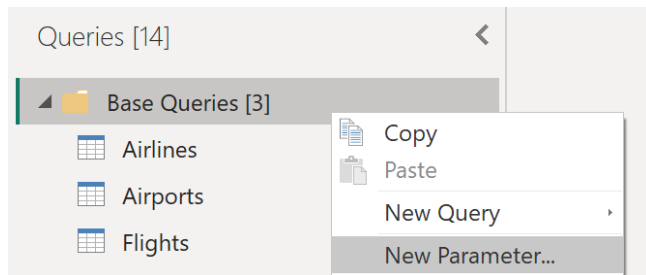 Queries [14]
Base Queries [3]
Airlines
Airports
Flights
Copy
Paste
New Query
New Parameter...